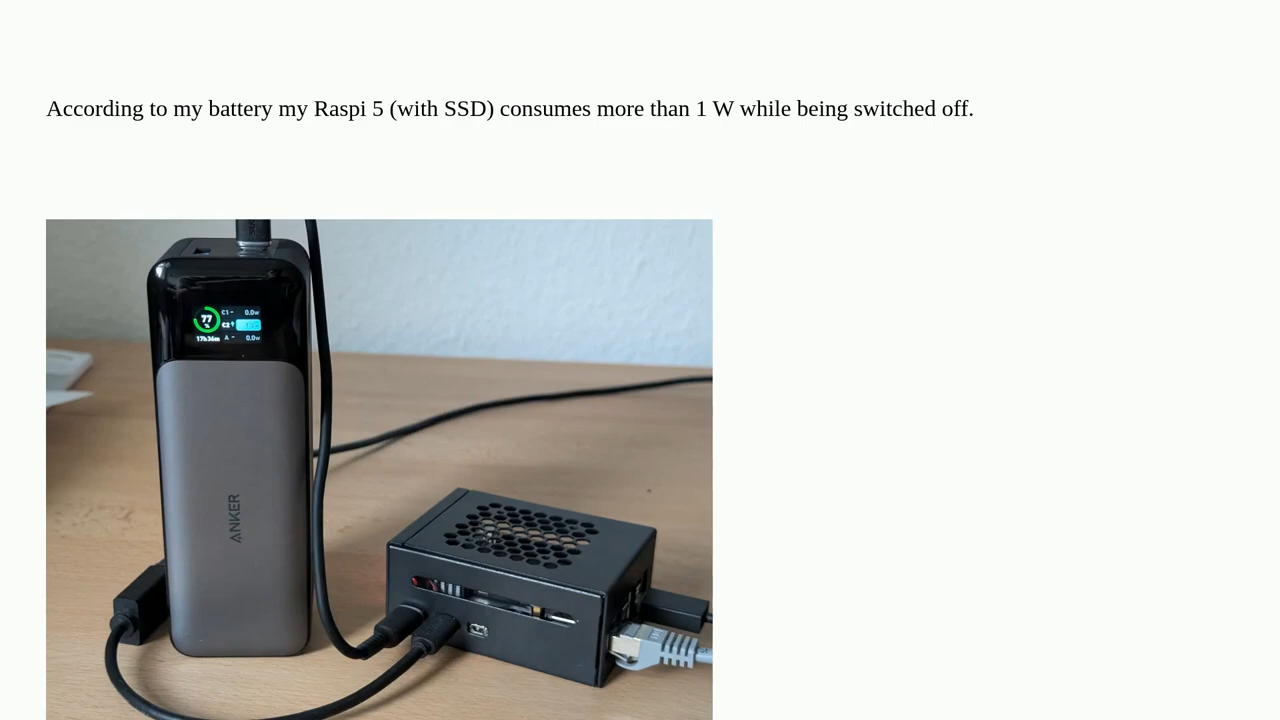 According to my battery my Raspi 5 (with SSD) consumes more than 1 W while being switched off.
C1 0.0w
77
%
C2
17h36m A 0.0w
ANKER